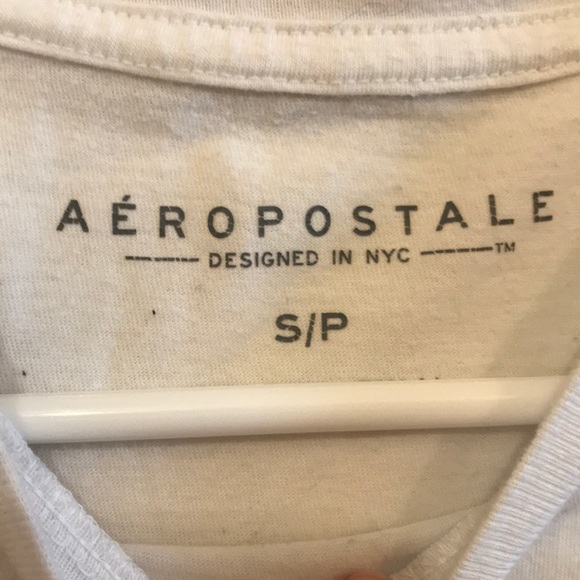 AÉROPOSTALE
DESIGNED IN NYC ™
S/P